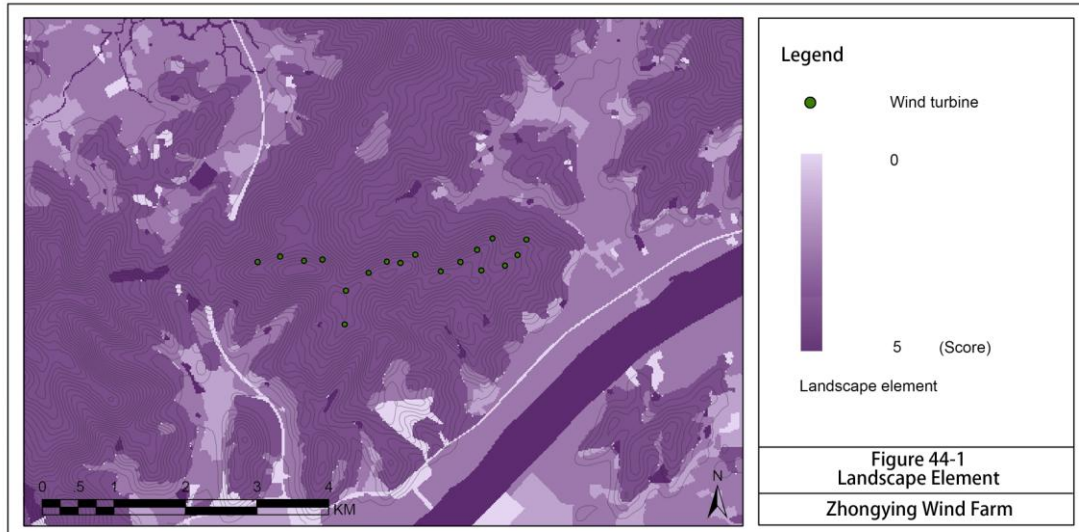 Legend
Wind turbine
0
5 (Score)
Landscape element
Figure 44-1
Landscape Element
Zhongying Wind Farm
0 1 2 3 4
KM
N